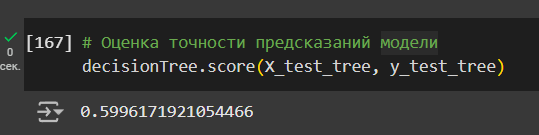 [167] # Оценка точности предсказаний модели
0 decisionTree.score(X_test_tree, y_test_tree)
сек.
0.5996171921054466